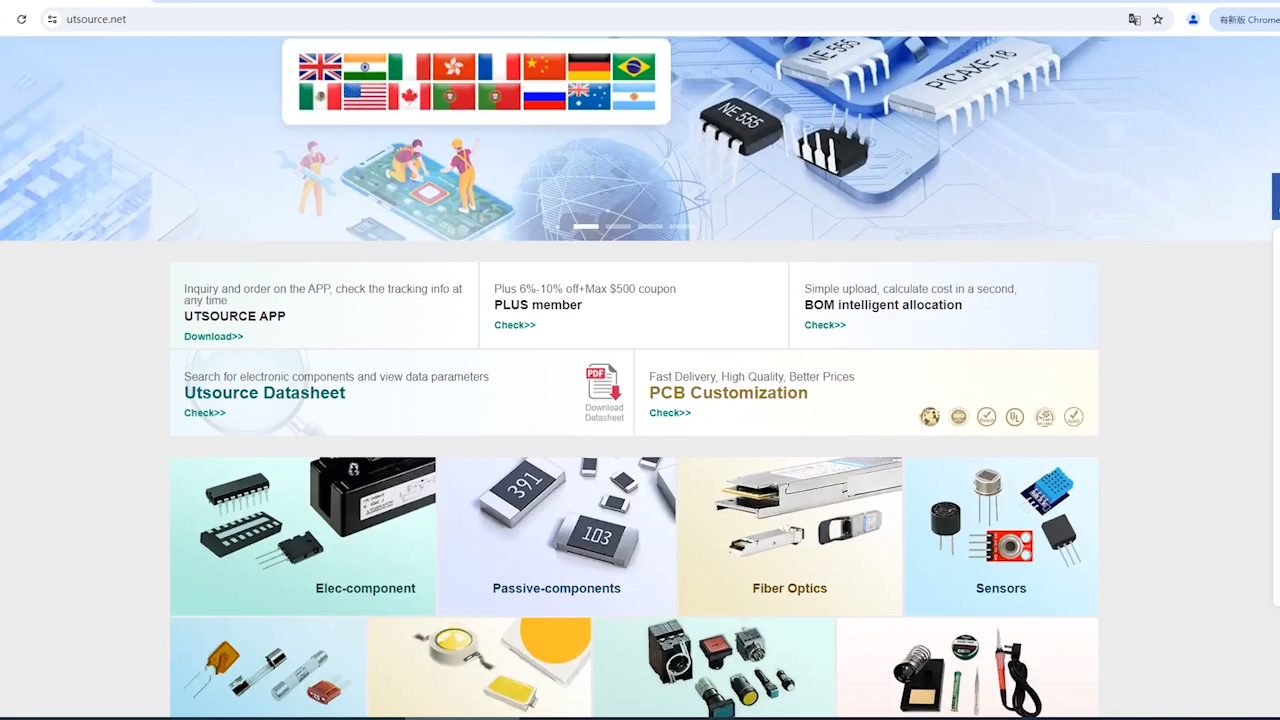 utsource.net
有新版 Chrome
NE 555
PICAXE-18
NE 555
Inquiry and order on the APP, check the tracking info at
any time.
UTSOURCE APP
Download>>
Plus 6%-10% off+Max $500 coupon
PLUS member
Check>>
Simple upload, calculate cost in a second,
BOM intelligent allocation
Check>>
Search for electronic components and view data parameters
Utsource Datasheet
Check>>
PDF
Download
Datasheet
Fast Delivery, High Quality, Better Prices
PCB Customization
Check>>
UL
391
103
Elec-component
Passive-components
Fiber Optics
Sensors